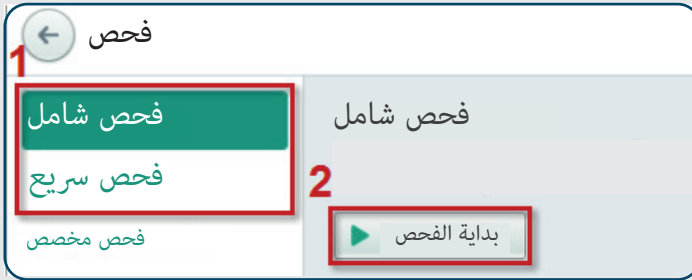 فحص
1
فحص شامل
فحص سريع
فحص مخصص
فحص شامل
2
بداية الفحص